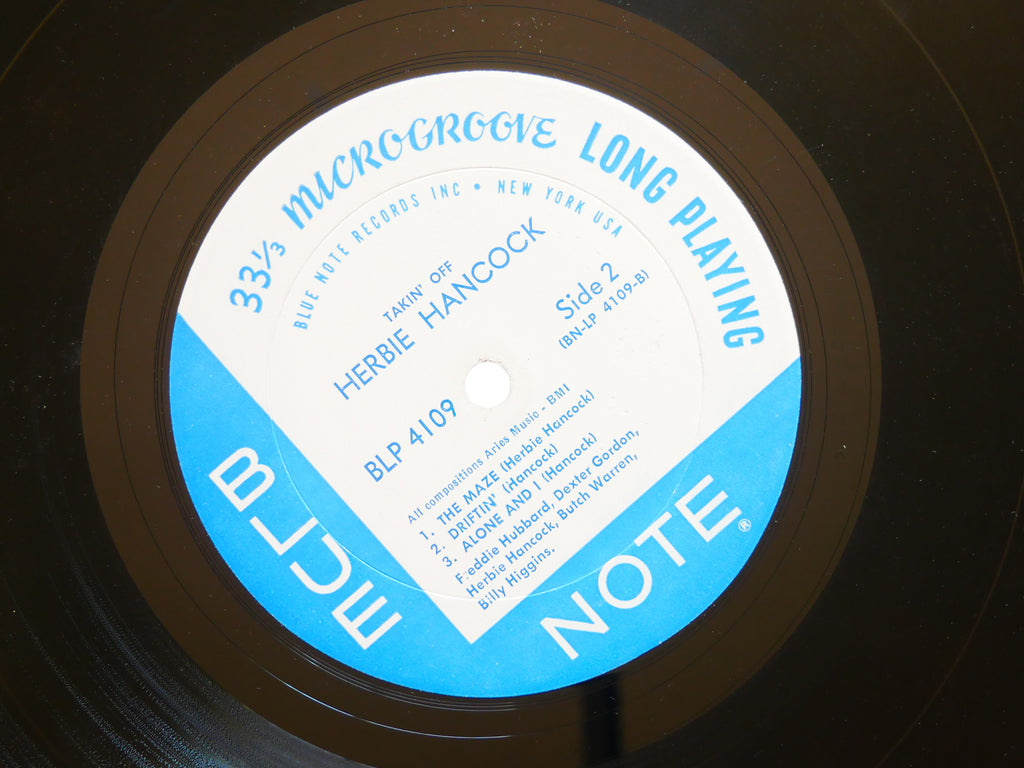 33⅓ MICROGROOVE LONG PLAYING
BLUE NOTE RECORDS INC • NEW YORK USA
TAKIN' OFF
HERBIE HANCOCK
Side 2
BLP 4109
(BN-LP 4109-B)
All compositions Aries Music - BMI
1. THE MAZE (Herbie Hancock)
2. DRIFTIN' (Hancock)
3. ALONE AND I (Hancock)
Freddie Hubbard, Dexter Gordon,
Herbie Hancock, Butch Warren,
Billy Higgins.
BLUE NOTE®